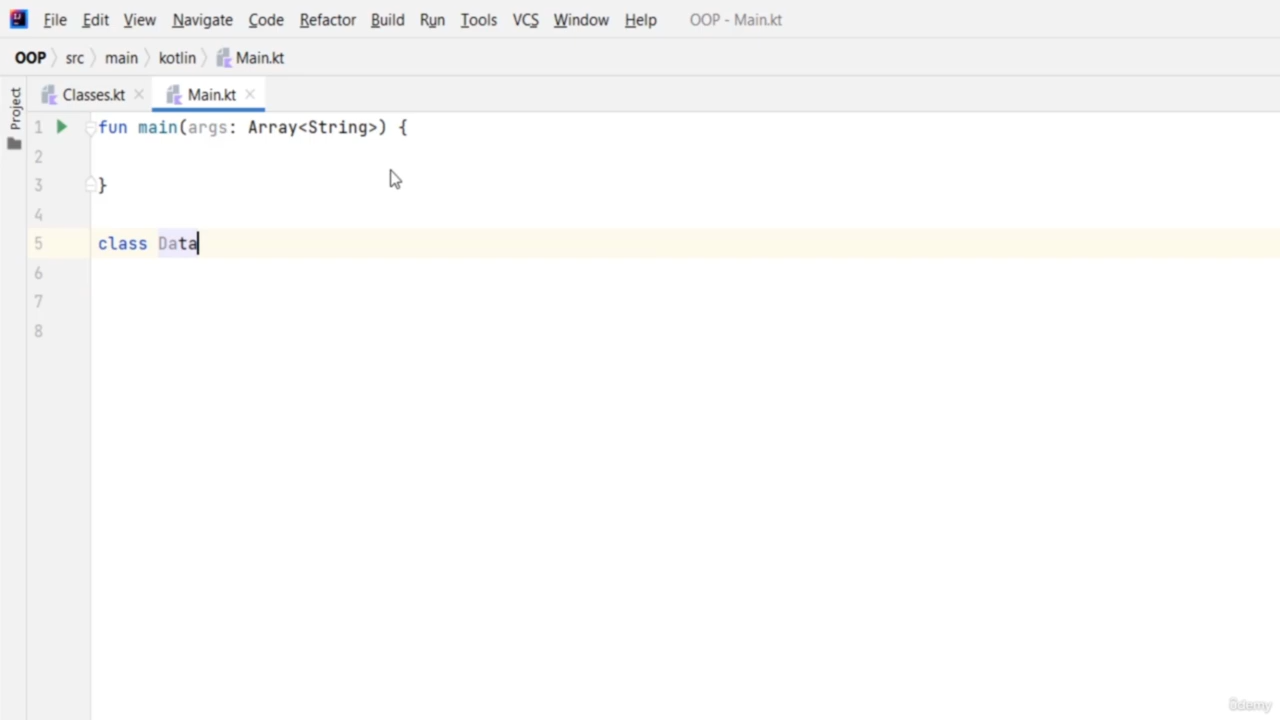 File Edit View Navigate Code Refactor Build Run Tools VCS Window Help OOP - Main.kt
OOP src main kotlin Main.kt
Project
Classes.kt Main.kt
1 fun main(args: Array<String>) {
2
3 }
4
5 class Data
6
7
8
ûdemy